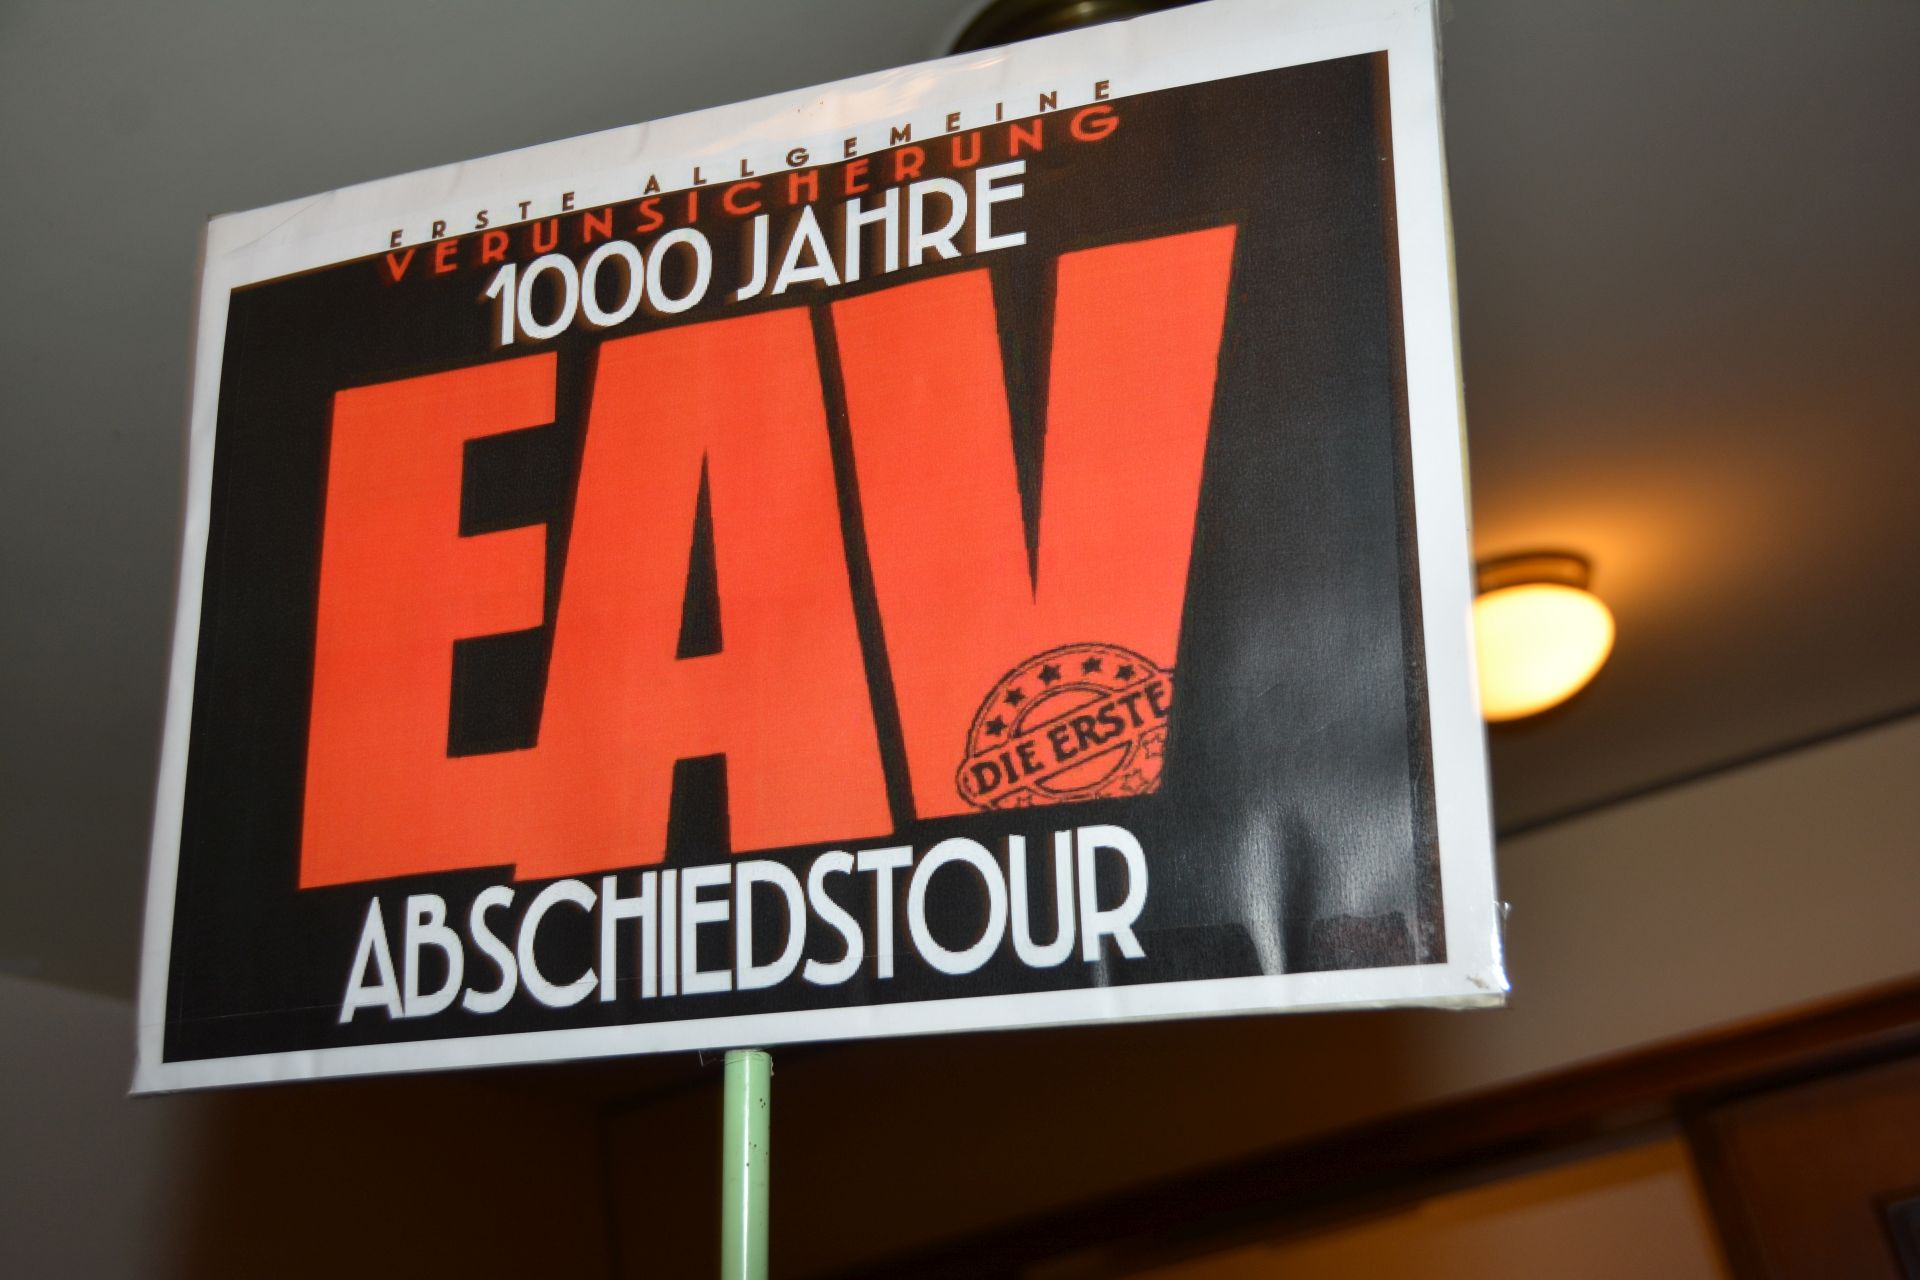 ERSTE ALLGEMEINE
VERUNSICHERUNG
1000 JAHRE
EAV
DIE ERSTE
ABSCHIEDSTOUR